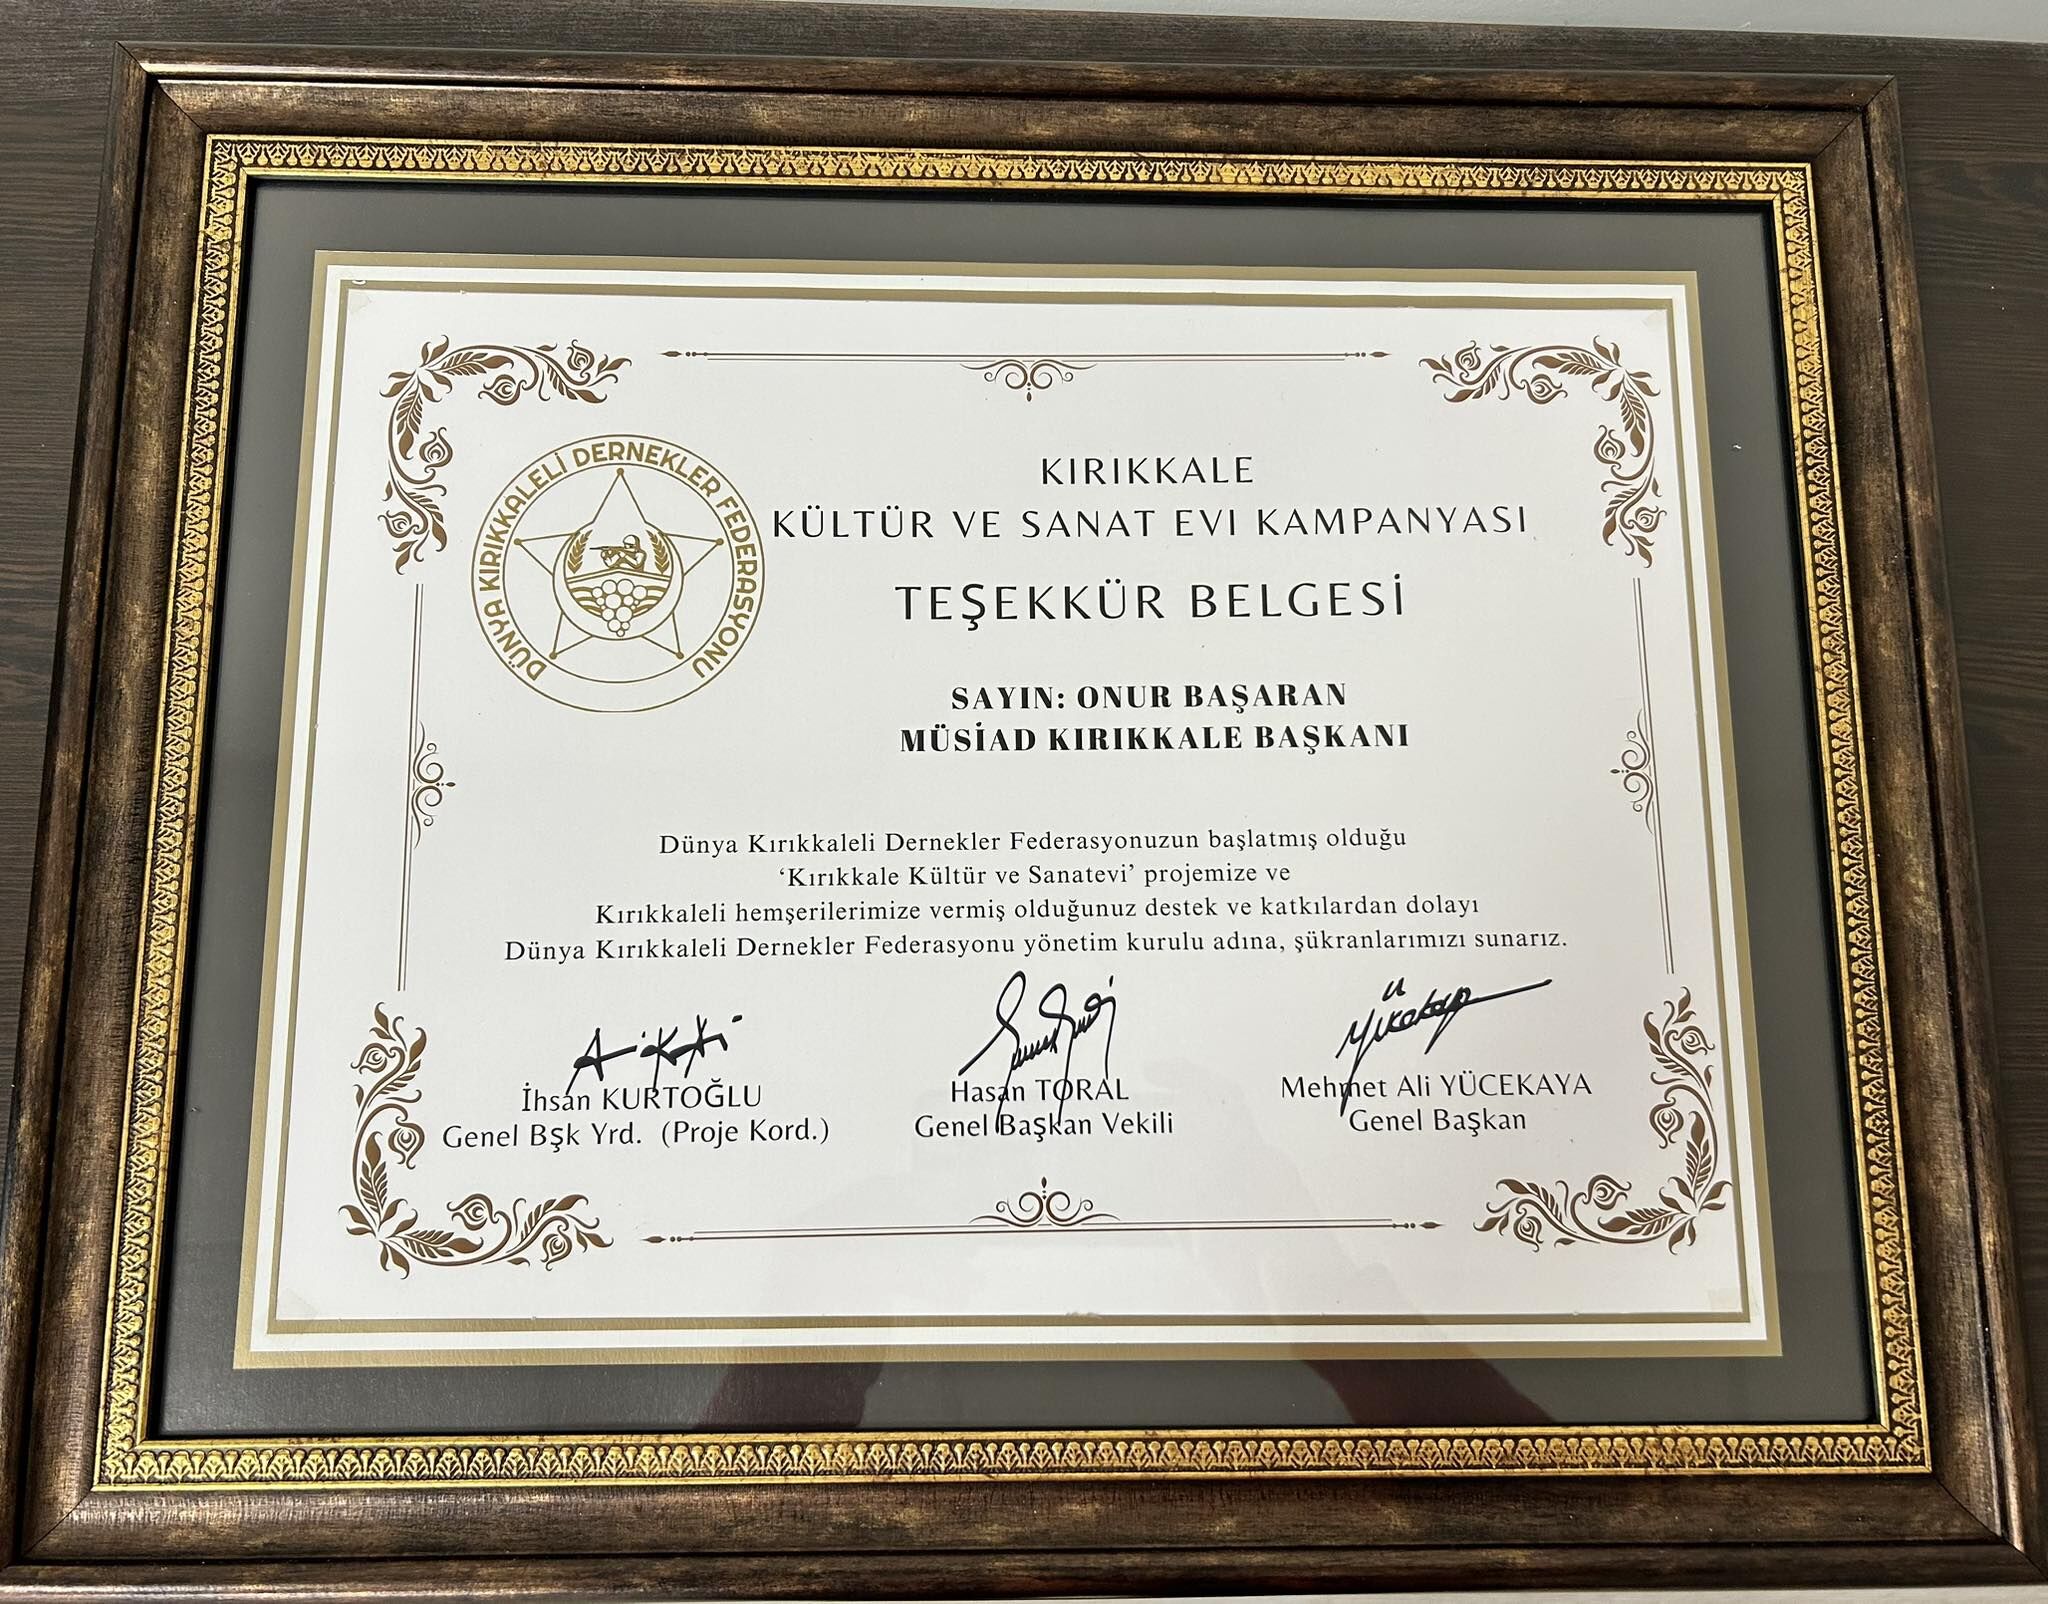 DÜNYA KIRIKKALELİ DERNEKLER FEDERASYONU
KIRIKKALE
KÜLTÜR VE SANAT EVI KAMPANYASI
TEŞEKKÜR BELGESİ
SAYIN: ONUR BAŞARAN
MÜSİAD KIRIKKALE BAŞKANI
Dünya Kırıkkaleli Dernekler Federasyonuzun başlatmış olduğu
‘Kırıkkale Kültür ve Sanatevi’ projemize ve
Kırıkkaleli hemşerilerimize vermiş olduğunuz destek ve katkılardan dolayı
Dünya Kırıkkaleli Dernekler Federasyonu yönetim kurulu adına, şükranlarımızı sunarız.
Yücekaya
İhsan KURTOĞLU
Genel Bşk Yrd. (Proje Kord.)
Hasan TORAL
Genel Başkan Vekili
Mehmet Ali YÜCEKAYA
Genel Başkan